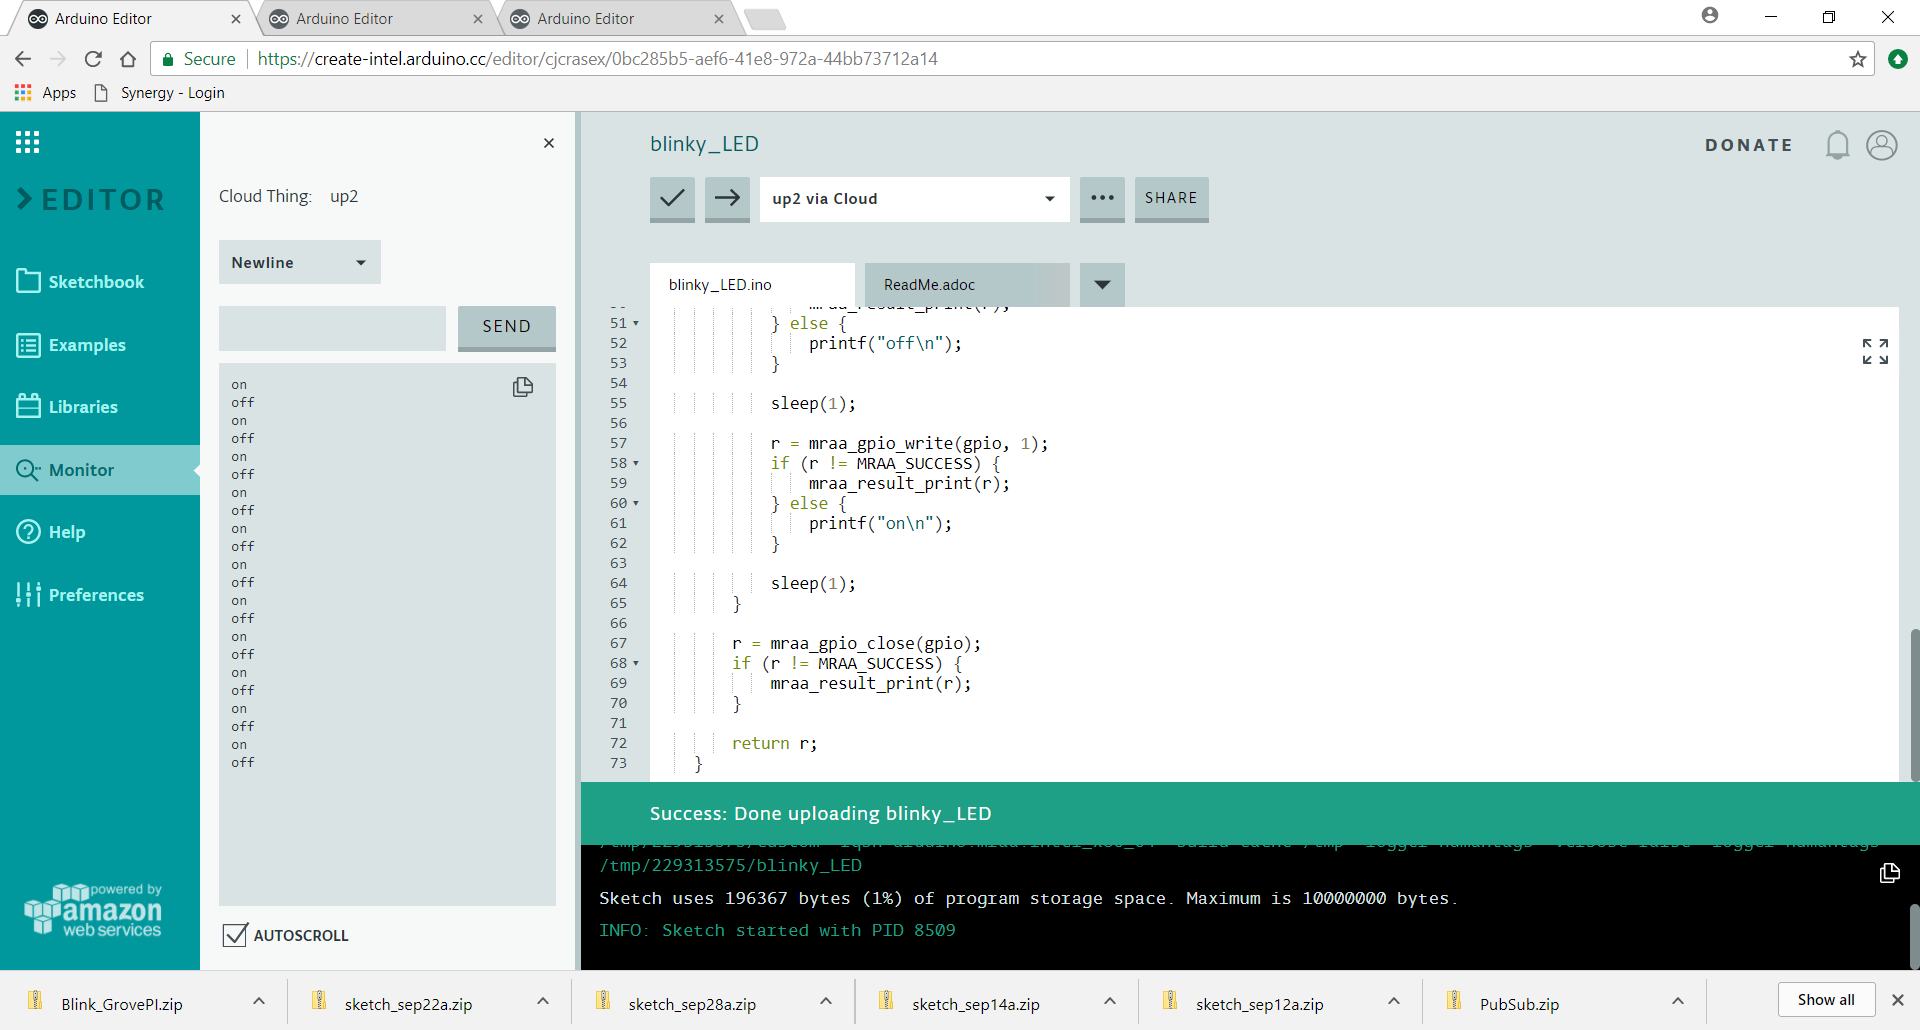 Arduino Editor
Arduino Editor
Arduino Editor
Secure
https://create-intel.arduino.cc/editor/cjcrasex/0bc285b5-aef6-41e8-972a-44bb73712a14
Apps
Synergy - Login
EDITOR
Sketchbook
Examples
Libraries
Monitor
Help
Preferences
powered by
amazon
web services
Cloud Thing: up2
Newline
SEND
on
off
on
off
on
off
on
off
on
off
on
off
on
off
on
off
on
off
on
off
on
off
AUTOSCROLL
blinky_LED
DONATE
up2 via Cloud
SHARE
blinky_LED.ino
ReadMe.adoc
51 } else {
52 printf("off\n");
53 }
54
55 sleep(1);
56
57 r = mraa_gpio_write(gpio, 1);
58 if (r != MRAA_SUCCESS) {
59 mraa_result_print(r);
60 } else {
61 printf("on\n");
62 }
63
64 sleep(1);
65 }
66
67 r = mraa_gpio_close(gpio);
68 if (r != MRAA_SUCCESS) {
69 mraa_result_print(r);
70 }
71
72 return r;
73 }
Success: Done uploading blinky_LED
/tmp/229313575/blinky_LED
Sketch uses 196367 bytes (1%) of program storage space. Maximum is 10000000 bytes.
INFO: Sketch started with PID 8509
Blink_GrovePI.zip
sketch_sep22a.zip
sketch_sep28a.zip
sketch_sep14a.zip
sketch_sep12a.zip
PubSub.zip
Show all